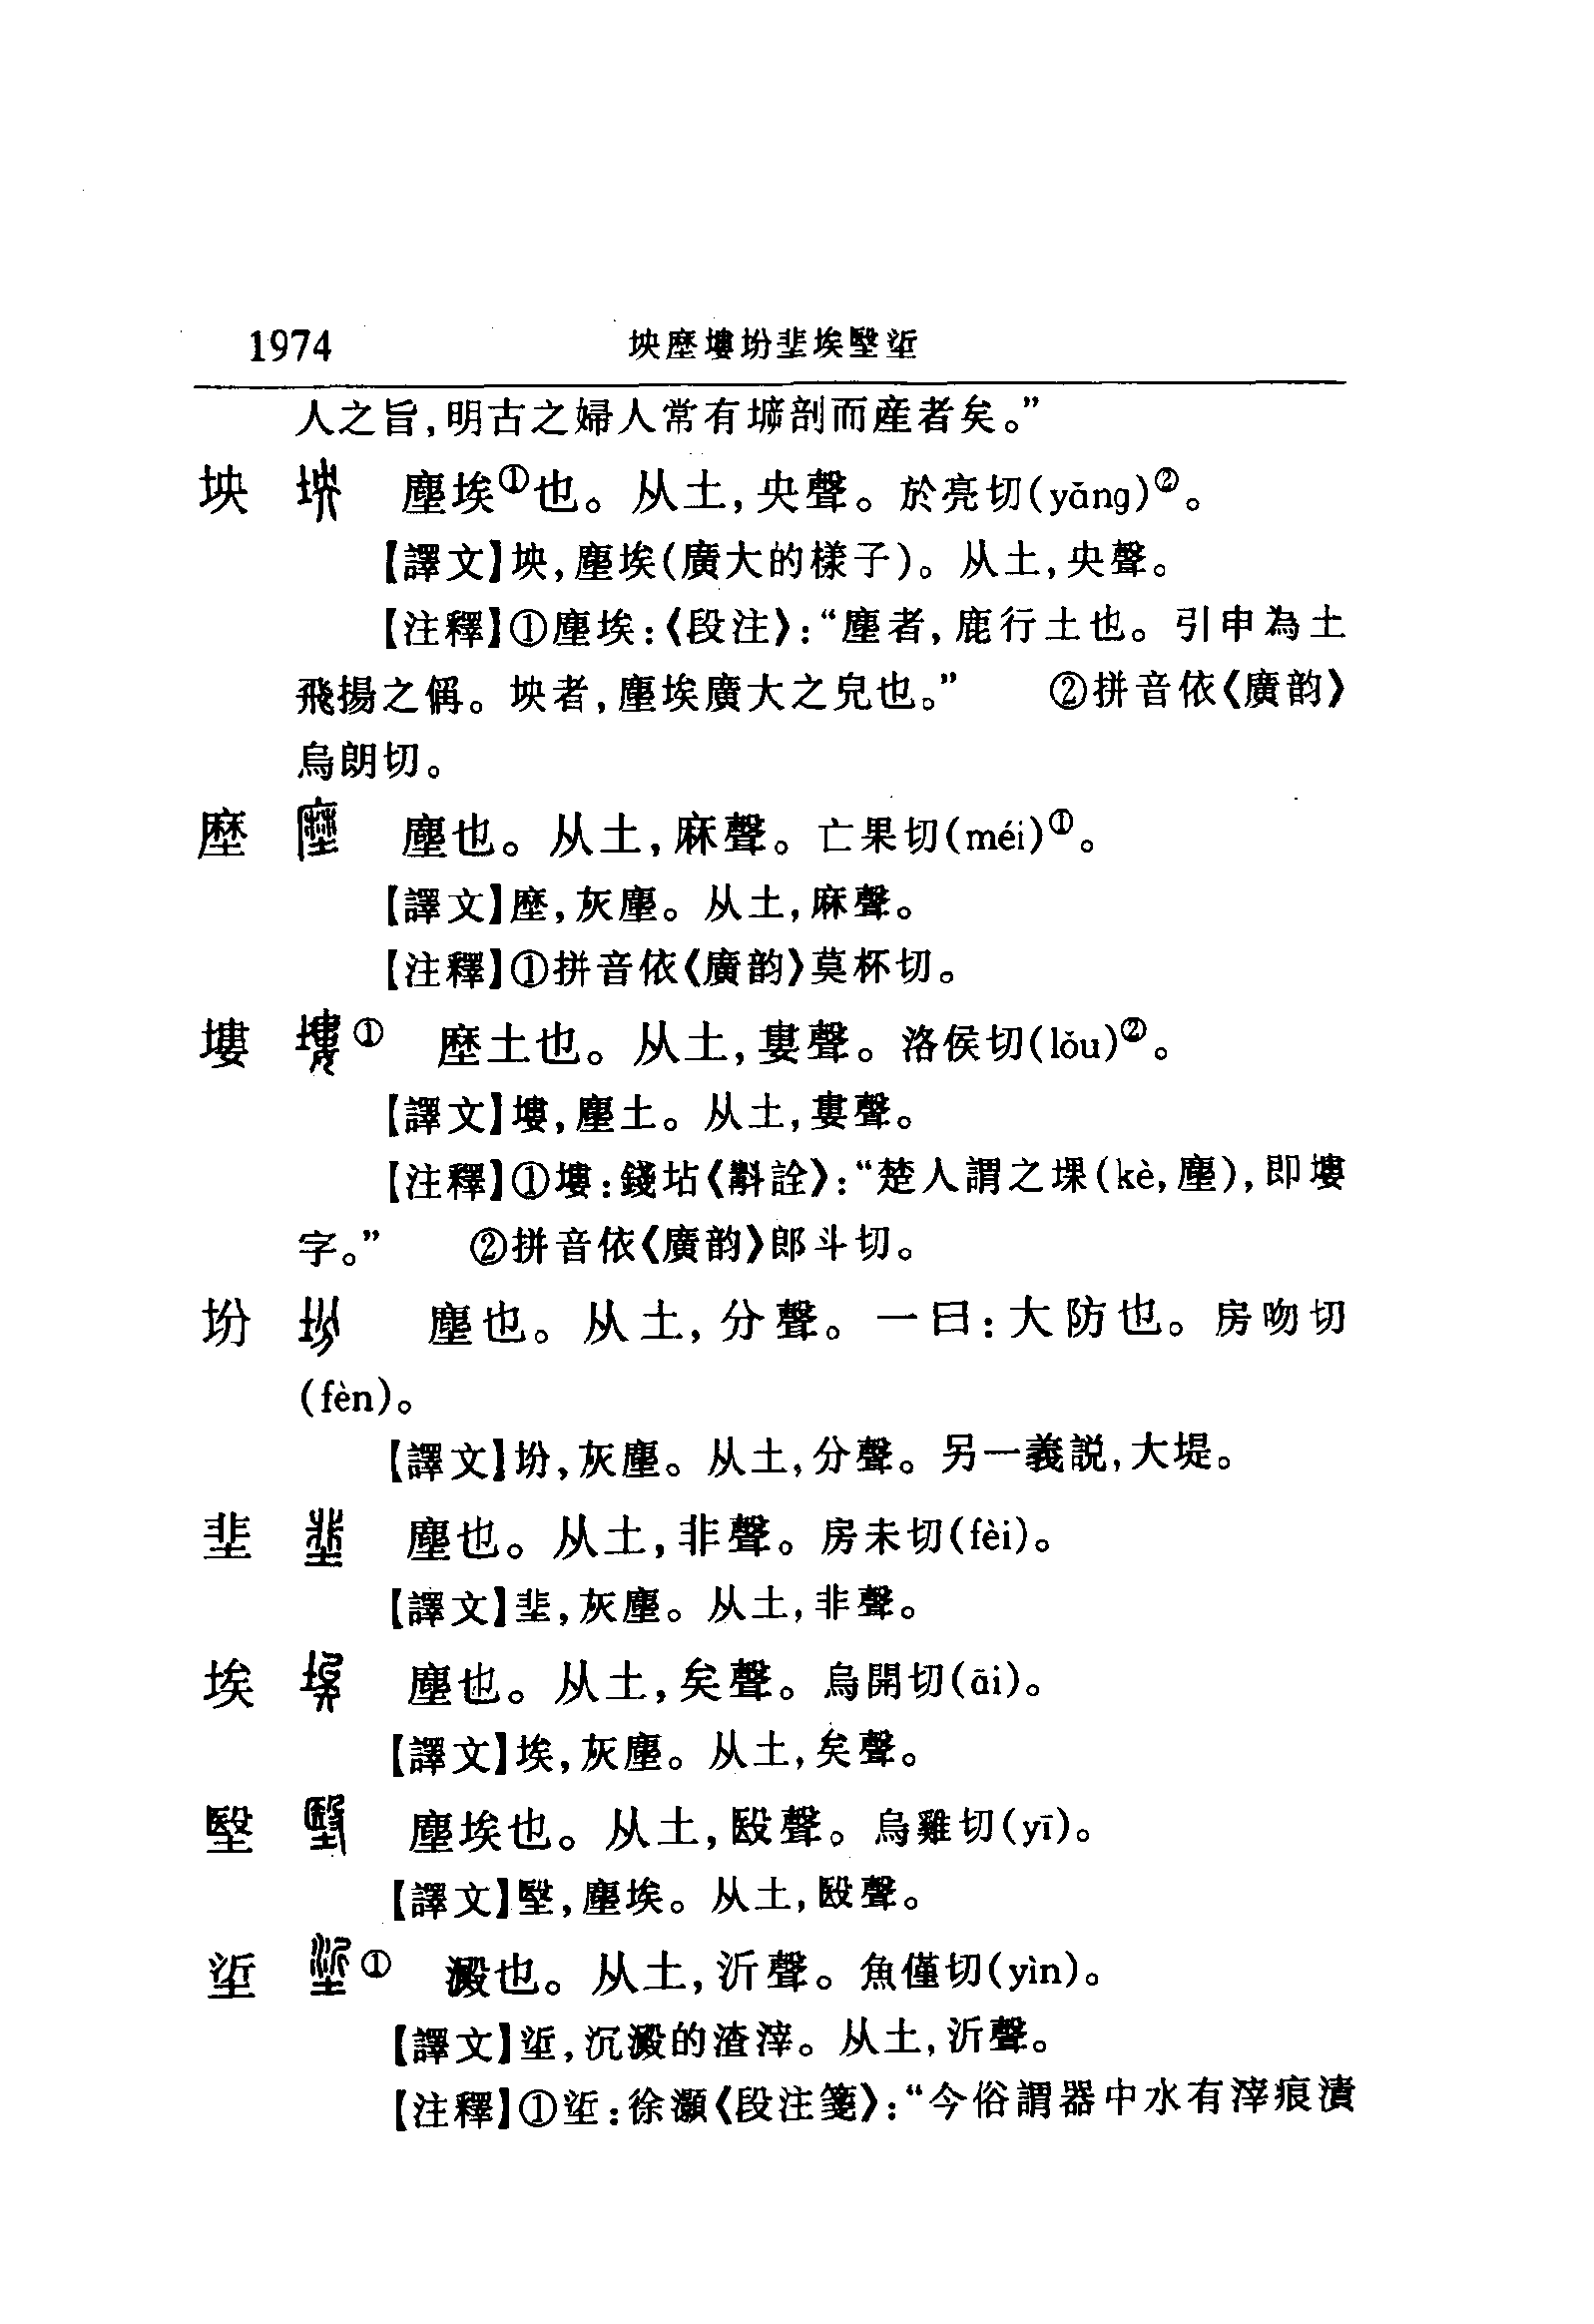 1974 坱塺塿坋𡌦埃堅垽
人之旨,明古之婦人常有㙠剖而産者矣。”
坱 塵埃①也。从土,央聲。於亮切(yǎng)②。
【譯文】坱,塵埃(廣大的樣子)。从土,央聲。
【注釋】①塵埃:《段注》:“塵者,鹿行土也。引申為土
飛揚之偁。坱者,塵埃廣大之皃也。” ②拼音依《廣韵》
烏朗切。
塺 塵也。从土,麻聲。亡果切(méi)①。
【譯文】塺,灰塵。从土,麻聲。
【注釋】①拼音依《廣韵》莫杯切。
塿 ① 塺土也。从土,婁聲。洛侯切(lǒu)②。
【譯文】塿,塵土。从土,婁聲。
【注釋】①塿:錢坫《斠詮》:“楚人謂之堁(kè,塵),即塿
字。” ②拼音依《廣韵》郎斗切。
坋 塵也。从土,分聲。一曰:大防也。房吻切
(fèn)。
【譯文】坋,灰塵。从土,分聲。另一義説,大堤。
𡌦 塵也。从土,非聲。房未切(fèi)。
【譯文】𡌦,灰塵。从土,非聲。
埃 塵也。从土,矣聲。烏開切(āi)。
【譯文】埃,灰塵。从土,矣聲。
墼 塵埃也。从土,殹聲。烏雞切(yī)。
【譯文】,塵埃。从土,殹聲。
垽 ① 澱也。从土,沂聲。魚僅切(yìn)。
【譯文】垽,沉澱的渣滓。从土,沂聲。
【注釋】①垽:徐灝《段注箋》:“今俗謂器中水有滓痕漬